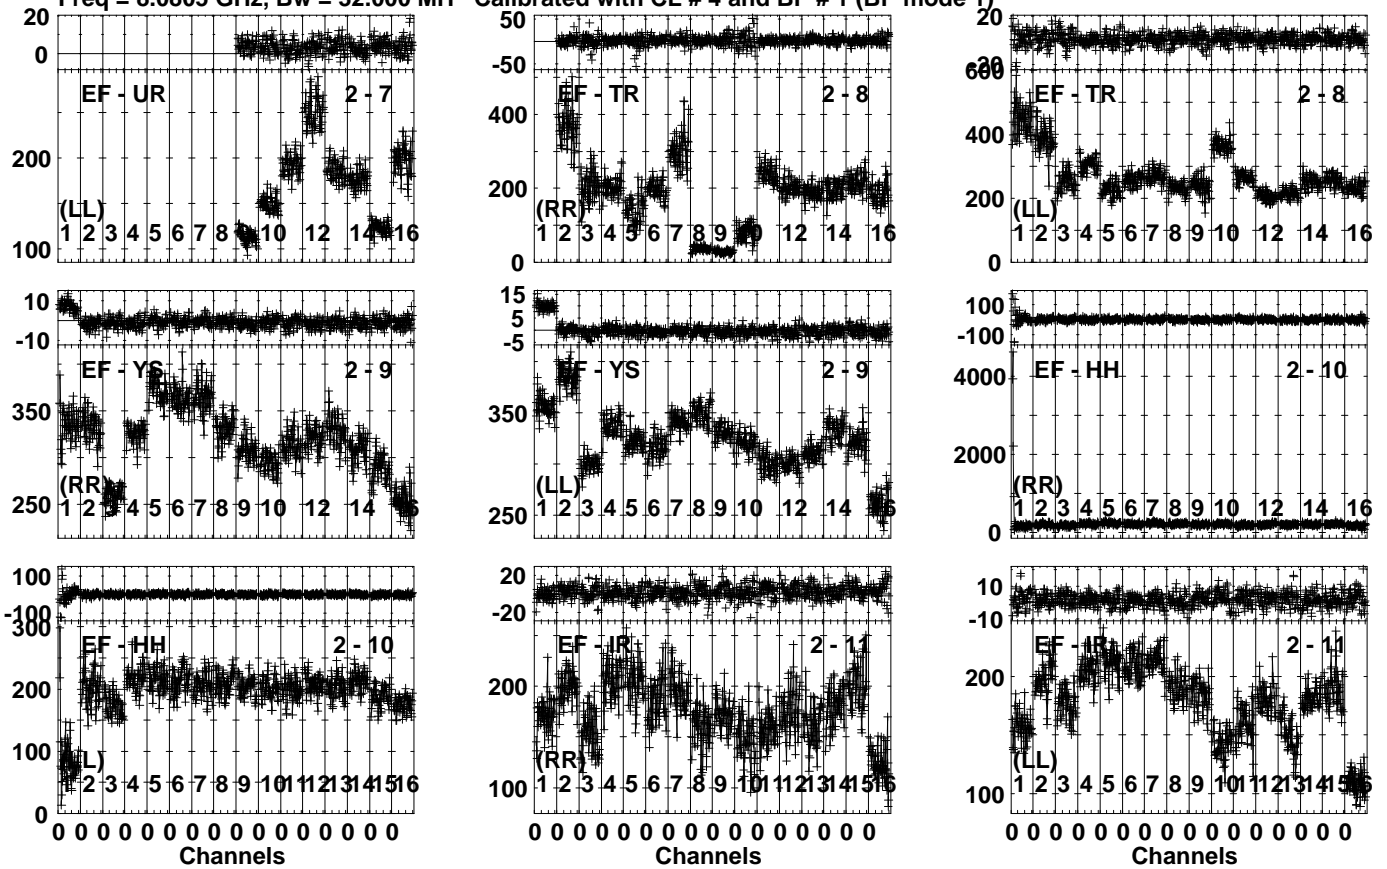 Freq = 8.0805 GHz, Bw = 32.000 MH Calibrated with CL # 4 and BP # 1 (BP mode 1)
20
0
EF - UR 2 - 7
200
(LL)
1 2 3 4 5 6 7 8 9 10 12 14 16
100
50
-50
EF - TR 2 - 8
400
200
(RR)
1 2 3 4 5 6 7 8 9 10 12 14 16
0
20
-20
600
EF - TR 2 - 8
400
200
(LL)
1 2 3 4 5 6 7 8 9 10 12 14 16
0
10
-10
EF - YS 2 - 9
350
(RR)
250
1 2 3 4 5 6 7 8 9 10 12 14 16
15
5
-5
EF - YS 2 - 9
350
(LL)
250
1 2 3 4 5 6 7 8 9 10 12 14 16
100
-100
EF - HH 2 - 10
4000
2000
(RR)
1 2 3 4 5 6 7 8 9 10 12 14 16
0
100
-100
300
EF - HH 2 - 10
200
100
(LL)
1 2 3 4 5 6 7 8 9 10 11 12 13 14 15 16
0
0 0 0 0 0 0 0 0 0 0 0 0 0 0 0 0
Channels
20
-20
EF - IR 2 - 11
200
(RR)
100
1 2 3 4 5 6 7 8 9 10 11 12 13 14 15 16
0 0 0 0 0 0 0 0 0 0 0 0 0 0 0 0
Channels
10
-10
EF - IR 2 - 11
200
(LL)
100
1 2 3 4 5 6 7 8 9 10 11 12 13 14 15 16
0 0 0 0 0 0 0 0 0 0 0 0 0 0 0 0
Channels